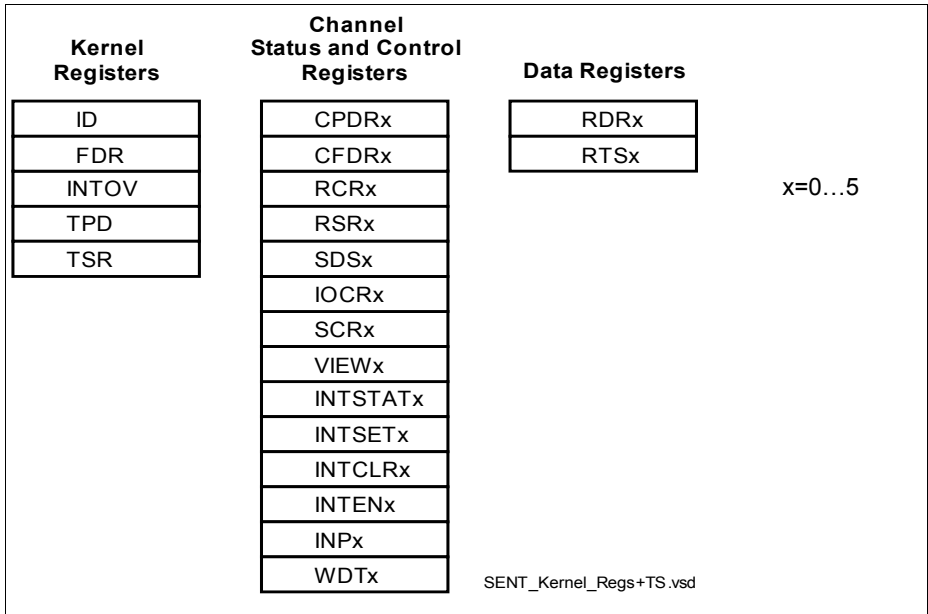 Kernel
Registers
ID
FDR
INTOV
TPD
TSR
Channel
Status and Control
Registers
CPDRx
CFDRx
RCRx
RSRx
SDSx
IOCRx
SCRx
VIEWx
INTSTATx
INTSETx
INTCLRx
INTENx
INPx
WDTx
Data Registers
RDRx
RTSx
x=0…5
SENT_Kernel_Regs+TS.vsd